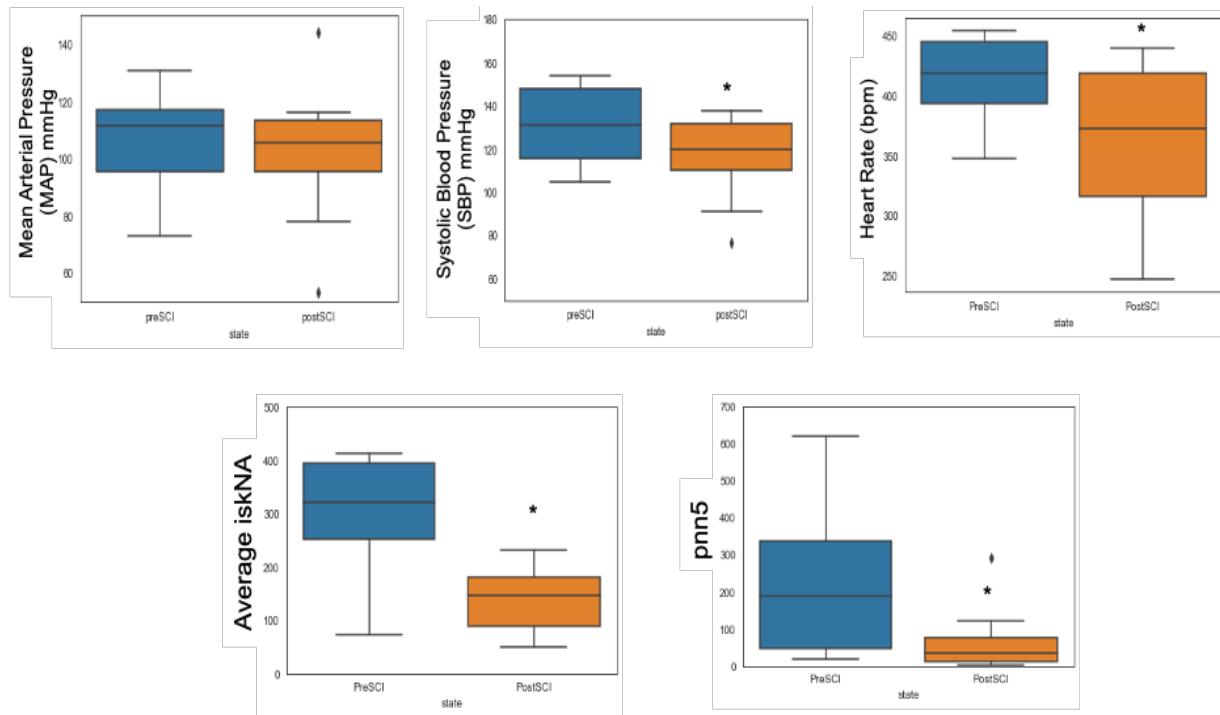 Mean Arterial Pressure
(MAP) mmHg
140
120
100
80
60
preSCI
postSCI
state
Systolic Blood Pressure
(SBP) mmHg
180
160
140
130
120
100
80
60
*
preSCI
postSCI
state
Heart Rate (bpm)
450
400
350
300
250
*
PreSCI
PostSCI
state
Average iskNA
500
400
300
200
100
0
*
PreSCI
PostSCI
state
pnn5
700
600
500
400
300
200
100
0
*
PreSCI
PostSCI
state